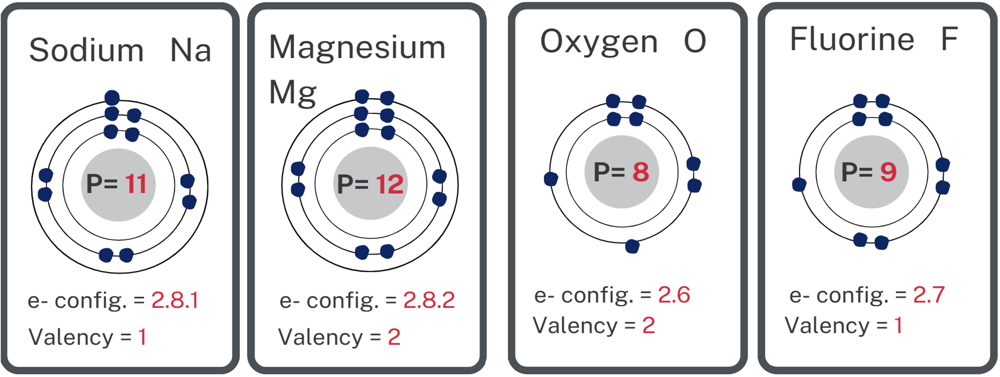 Sodium Na
P= 11
e- config. = 2.8.1
Valency = 1
Magnesium
Mg
P= 12
e- config. = 2.8.2
Valency = 2
Oxygen O
P= 8
e- config. = 2.6
Valency = 2
Fluorine F
P= 9
e- config. = 2.7
Valency = 1